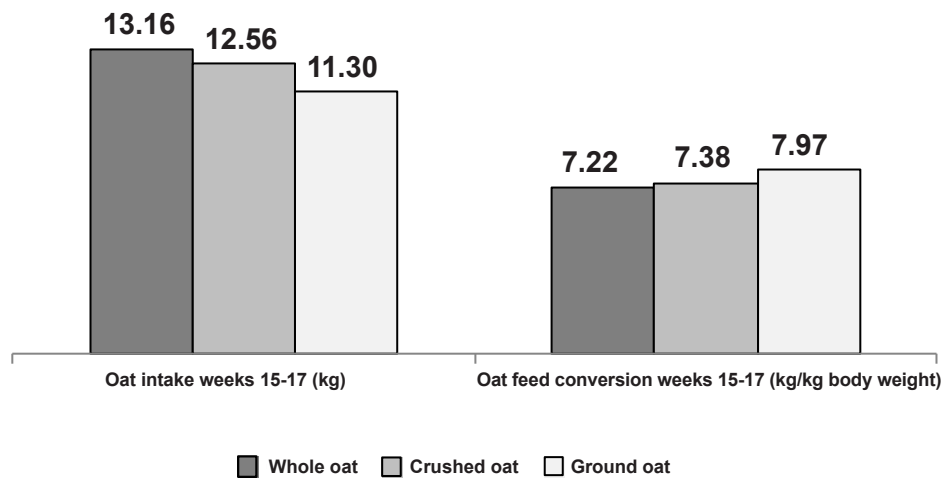 13.16
12.56
11.30
7.22
7.38
7.97
Oat intake weeks 15-17 (kg)
Oat feed conversion weeks 15-17 (kg/kg body weight)
Whole oat
Crushed oat
Ground oat